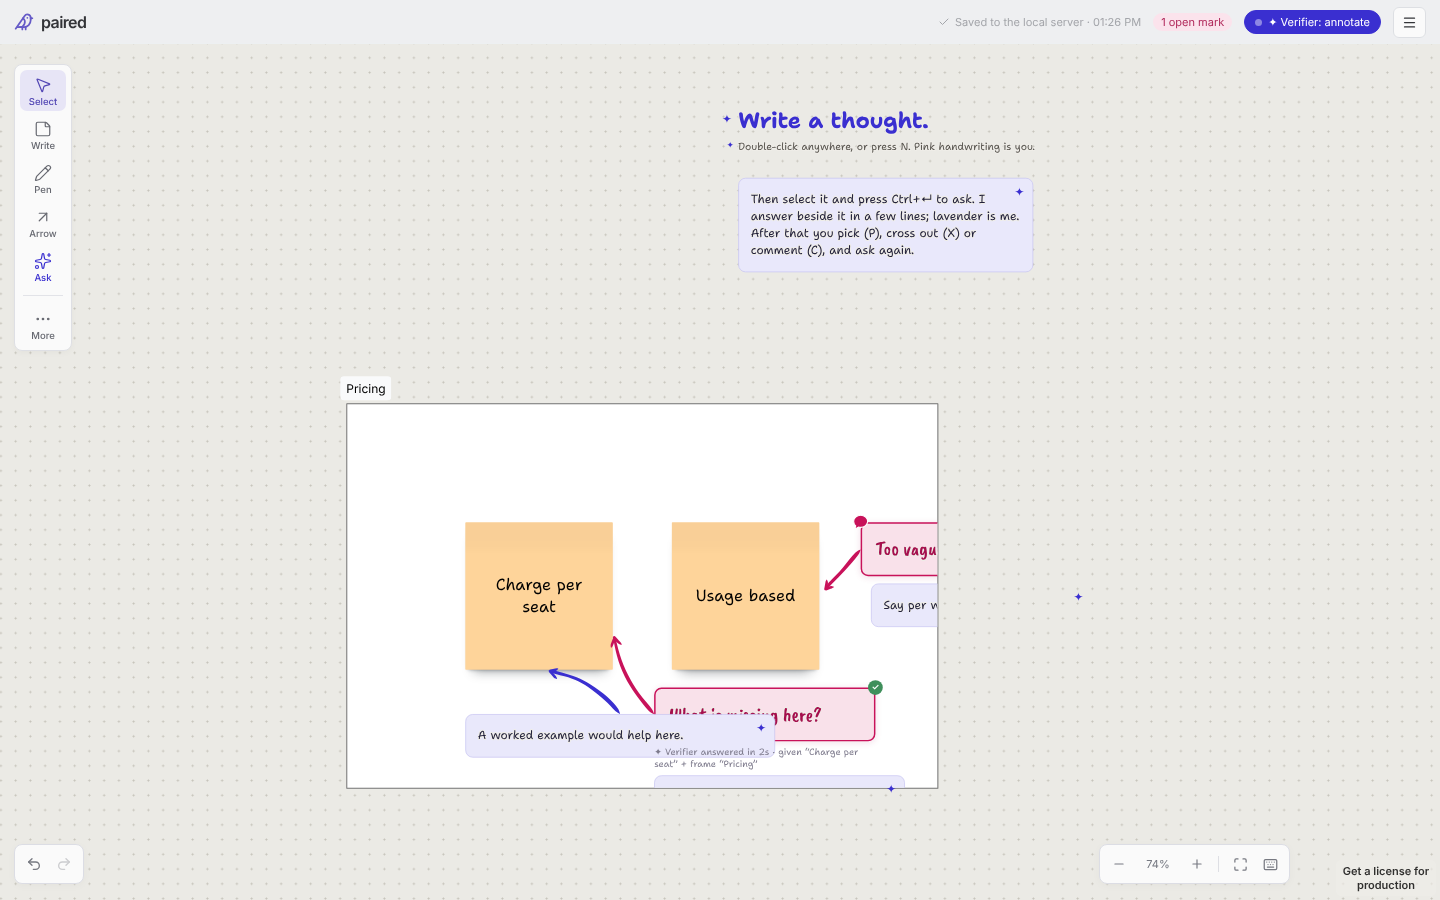 paired
Saved to the local server · 01:26 PM
1 open mark
✦ Verifier: annotate
Select
Write
Pen
Arrow
Ask
More
Write a thought.
Double-click anywhere, or press N. Pink handwriting is you.
Then select it and press Ctrl+↵ to ask. I
answer beside it in a few lines; lavender is me.
After that you pick (P), cross out (X) or
comment (C), and ask again.
Pricing
Charge per
seat
Usage based
Too vagu
Say per w
What is missing here?
A worked example would help here.
✦ Verifier answered in 2s · given "Charge per
seat" + frame "Pricing"
74%
Get a license for
production